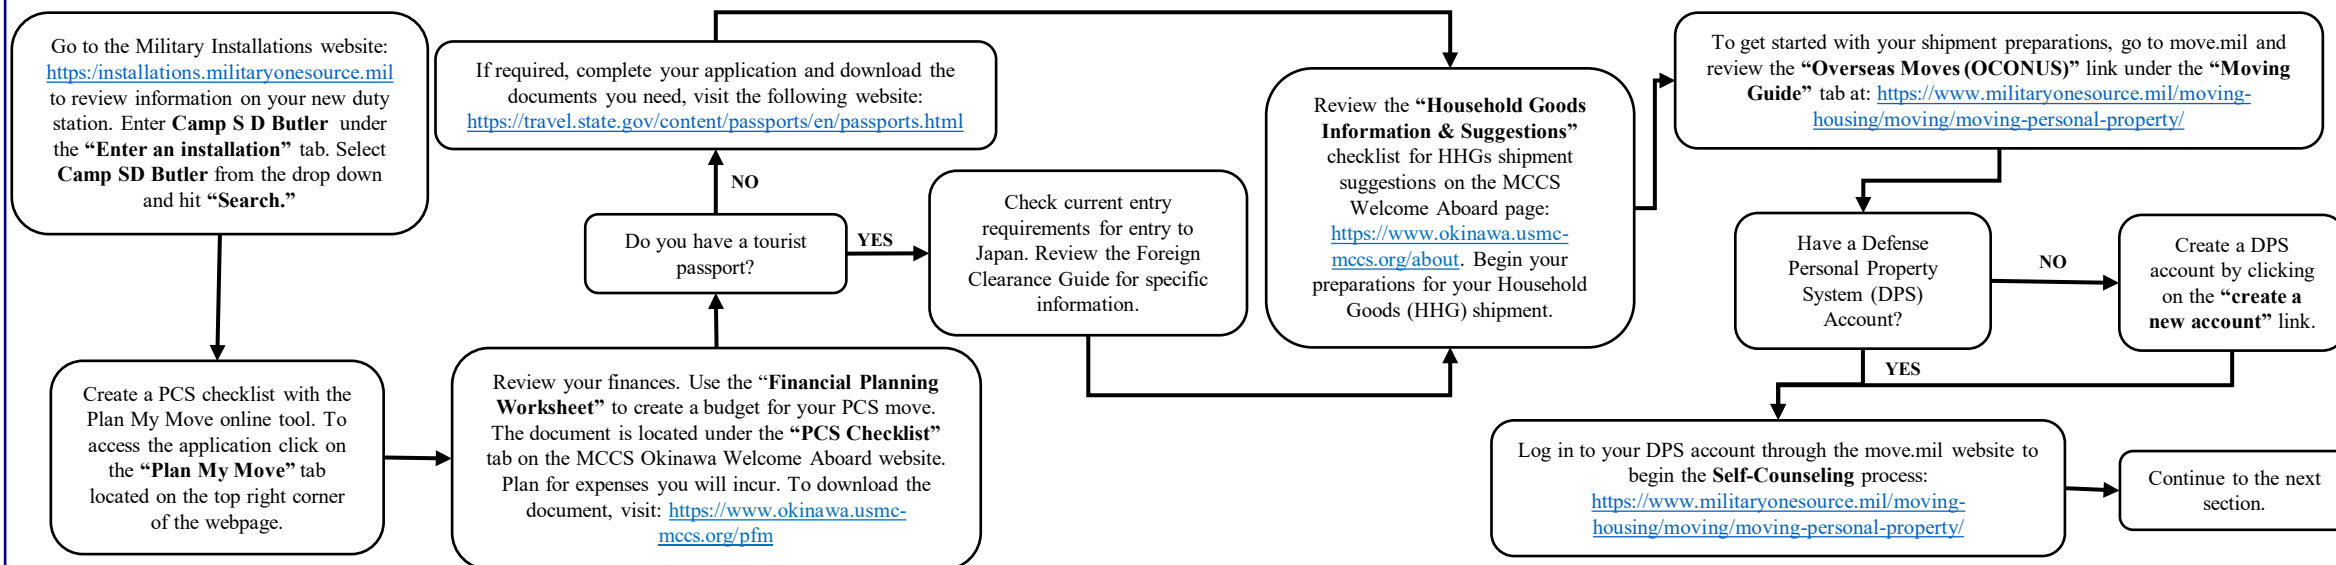 Go to the Military Installations website:
https:/installations.militaryonesource.mil
to review information on your new duty
station. Enter Camp S D Butler under
the “Enter an installation” tab. Select
Camp SD Butler from the drop down
and hit “Search.”
Create a PCS checklist with the
Plan My Move online tool. To
access the application click on
the “Plan My Move” tab
located on the top right corner
of the webpage.
Review your finances. Use the “Financial Planning
Worksheet” to create a budget for your PCS move.
The document is located under the “PCS Checklist”
tab on the MCCS Okinawa Welcome Aboard website.
Plan for expenses you will incur. To download the
document, visit: https://www.okinawa.usmc-
mccs.org/pfm
Do you have a tourist
passport?
NO
If required, complete your application and download the
documents you need, visit the following website:
https://travel.state.gov/content/passports/en/passports.html
YES
Check current entry
requirements for entry to
Japan. Review the Foreign
Clearance Guide for specific
information.
Review the “Household Goods
Information & Suggestions”
checklist for HHGs shipment
suggestions on the MCCS
Welcome Aboard page:
https://www.okinawa.usmc-
mccs.org/about. Begin your
preparations for your Household
Goods (HHG) shipment.
To get started with your shipment preparations, go to move.mil and
review the “Overseas Moves (OCONUS)” link under the “Moving
Guide” tab at: https://www.militaryonesource.mil/moving-
housing/moving/moving-personal-property/
Have a Defense
Personal Property
System (DPS)
Account?
NO
Create a DPS
account by clicking
on the “create a
new account” link.
YES
Log in to your DPS account through the move.mil website to
begin the Self-Counseling process:
https://www.militaryonesource.mil/moving-
housing/moving/moving-personal-property/
Continue to the next
section.